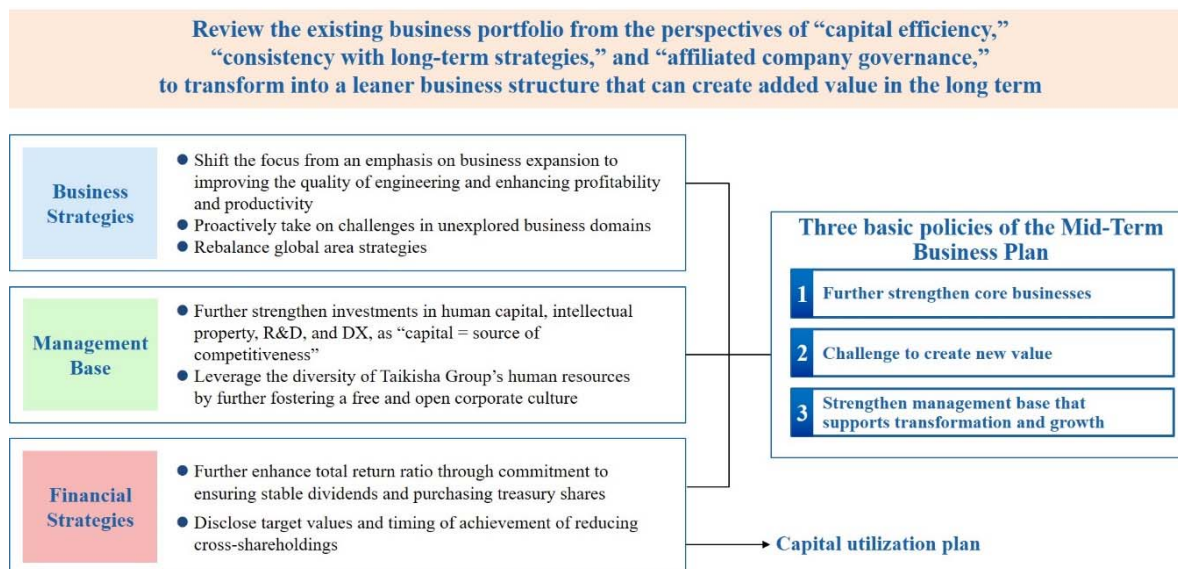 Review the existing business portfolio from the perspectives of “capital efficiency,”
“consistency with long-term strategies,” and “affiliated company governance,”
to transform into a leaner business structure that can create added value in the long term
Business
Strategies
● Shift the focus from an emphasis on business expansion to
improving the quality of engineering and enhancing profitability
and productivity
● Proactively take on challenges in unexplored business domains
● Rebalance global area strategies
Management
Base
● Further strengthen investments in human capital, intellectual
property, R&D, and DX, as “capital = source of
competitiveness”
● Leverage the diversity of Taikisha Group’s human resources
by further fostering a free and open corporate culture
Financial
Strategies
● Further enhance total return ratio through commitment to
ensuring stable dividends and purchasing treasury shares
● Disclose target values and timing of achievement of reducing
cross-shareholdings
Three basic policies of the Mid-Term
Business Plan
1 Further strengthen core businesses
2 Challenge to create new value
3 Strengthen management base that
supports transformation and growth
Capital utilization plan